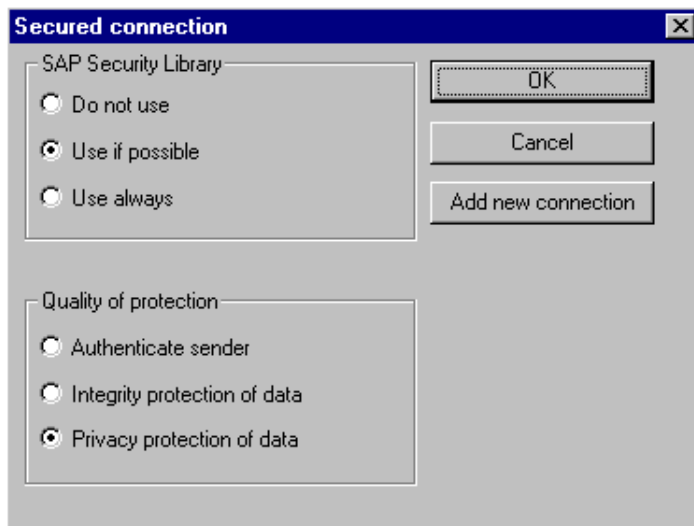 Secured connection
SAP Security Library
Do not use
Use if possible
Use always
OK
Cancel
Add new connection
Quality of protection
Authenticate sender
Integrity protection of data
Privacy protection of data